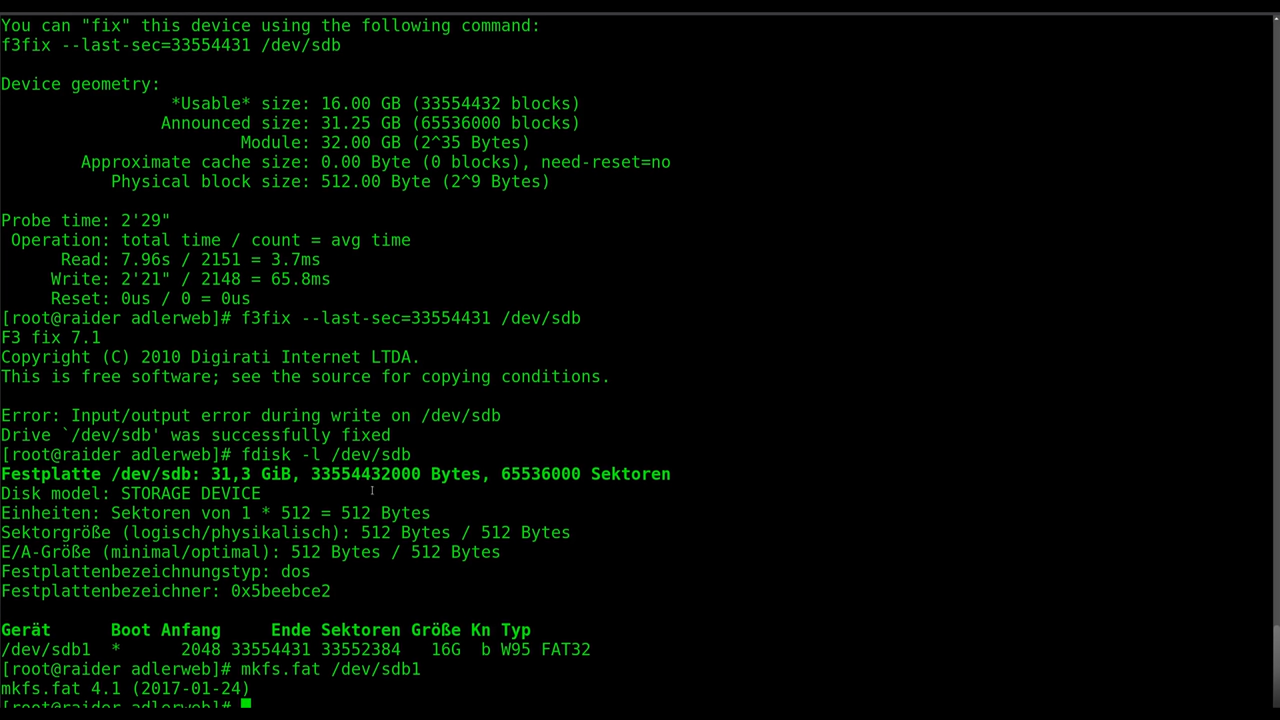 You can "fix" this device using the following command:
f3fix --last-sec=33554431 /dev/sdb
Device geometry:
*Usable* size: 16.00 GB (33554432 blocks)
Announced size: 31.25 GB (65536000 blocks)
Module: 32.00 GB (2^35 Bytes)
Approximate cache size: 0.00 Byte (0 blocks), need-reset=no
Physical block size: 512.00 Byte (2^9 Bytes)
Probe time: 2'29"
Operation: total time / count = avg time
Read: 7.96s / 2151 = 3.7ms
Write: 2'21" / 2148 = 65.8ms
Reset: 0us / 0 = 0us
[root@raider adlerweb]# f3fix --last-sec=33554431 /dev/sdb
F3 fix 7.1
Copyright (C) 2010 Digirati Internet LTDA.
This is free software; see the source for copying conditions.
Error: Input/output error during write on /dev/sdb
Drive `/dev/sdb' was successfully fixed
[root@raider adlerweb]# fdisk -l /dev/sdb
Festplatte /dev/sdb: 31,3 GiB, 33554432000 Bytes, 65536000 Sektoren
Disk model: STORAGE DEVICE
Einheiten: Sektoren von 1 * 512 = 512 Bytes
Sektorgröße (logisch/physikalisch): 512 Bytes / 512 Bytes
E/A-Größe (minimal/optimal): 512 Bytes / 512 Bytes
Festplattenbezeichnungstyp: dos
Festplattenbezeichner: 0x5beebce2
Gerät Boot Anfang Ende Sektoren Größe Kn Typ
/dev/sdb1 * 2048 33554431 33552384 16G b W95 FAT32
[root@raider adlerweb]# mkfs.fat /dev/sdb1
mkfs.fat 4.1 (2017-01-24)
[root@raider adlerweb]#